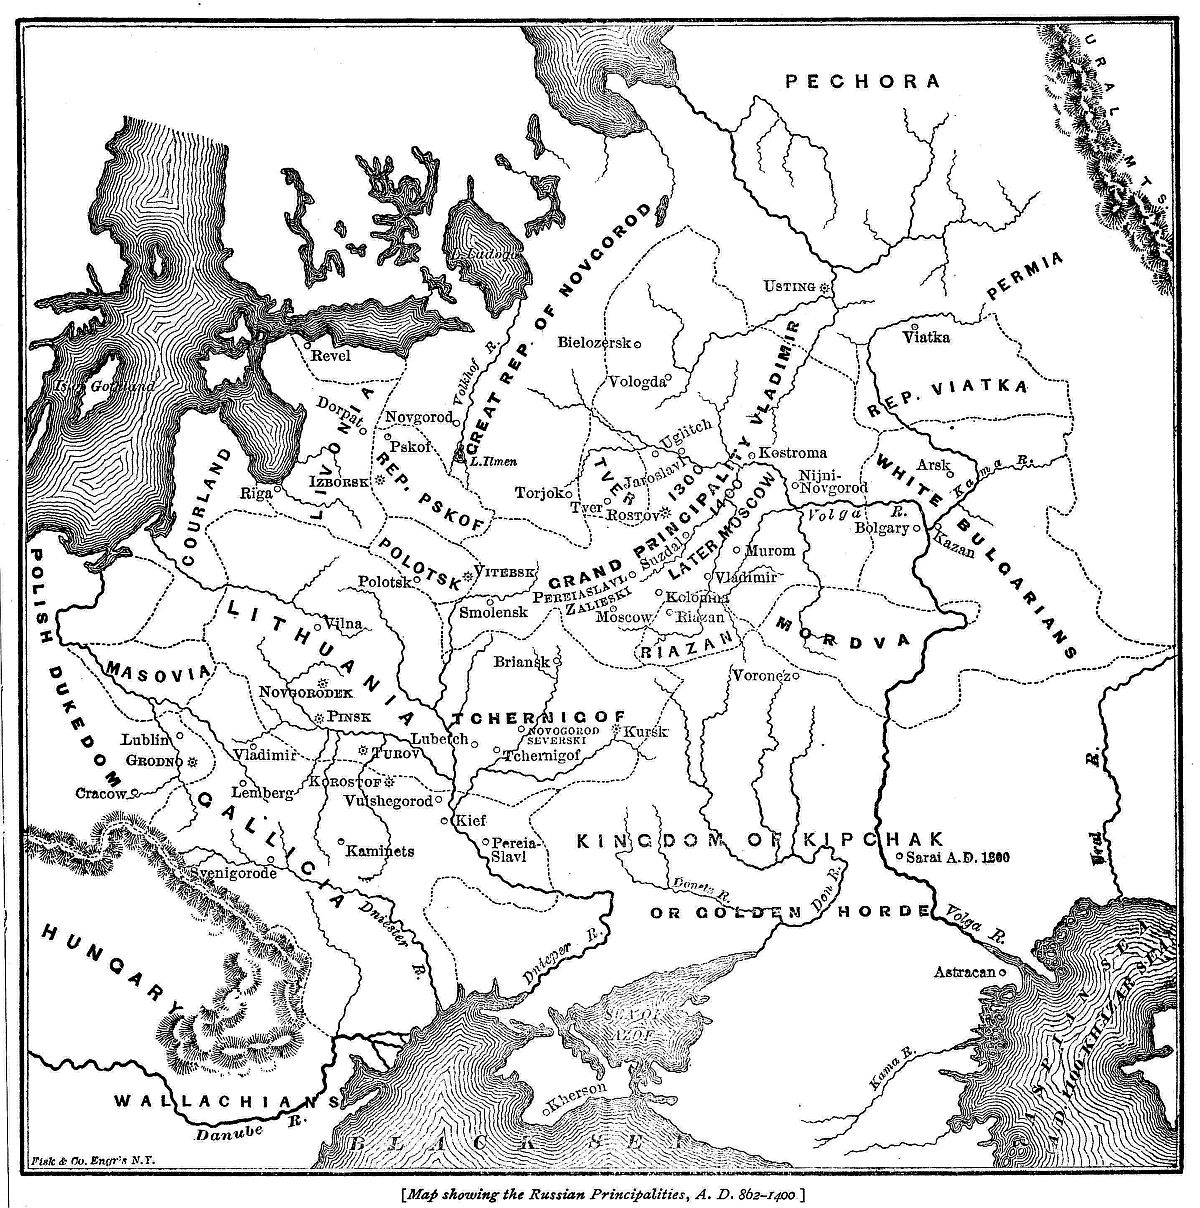 PECHORA
URAL MTS
L. Ladoga
GREAT REP. OF NOVGOROD
USTING
PERMIA
Viatka
REP. VIATKA
Bielozersk
Vologda
Revel
Isle Gottland
Volkhof R.
Dorpat
Novgorod
Pskof
L. Ilmen
LIVONIA
IZBORSK
REP. PSKOF
Riga
COURLAND
Uglitch
Jaroslavl
Kostroma
TVER
Torjok
Tver
ROSTOV
GRAND PRINCIPALITY VLADIMIR
1300
1400
LATER MOSCOW
Nijni-
Novgorod
Volga R.
WHITE BULGARIANS
Arsk
Kama R.
Bolgary
Kazan
Suzdal
Murom
Vladimir
PEREIASLAVL
ZALIESKI
Kolomna
Moscow
Riazan
RIAZAN
MORDVA
POLOTSK
Polotsk
VITEBSK
Smolensk
POLISH DUKEDOM
LITHUANIA
Vilna
MASOVIA
NOVGORODEK
PINSK
Briansk
Voronez
TCHERNIGOF
NOVOGOROD
SEVERSKI
Kursk
Lubetch
Tchernigof
Lublin
GRODNO
Vladimir
TUROV
Cracow
Lemberg
KOROSTOF
Vuishegorod
Kief
GALLICIA
Kaminets
Pereia-
Slavl
Svenigorode
KINGDOM OF KIPCHAK
OR GOLDEN HORDE
Sarai A.D. 1260
Ural R.
Donetz R.
Don R.
Volga R.
Dniester R.
Dnieper R.
HUNGARY
Astracan
SEA OF
AZOF
CASPIAN SEA
A.D. 1400 KHAZAR SEA
Kama R.
Kherson
WALLACHIANS
Danube R.
BLACK SEA
Fisk & Co. Engr's N.Y.
[Map showing the Russian Principalities, A. D. 862-1400]